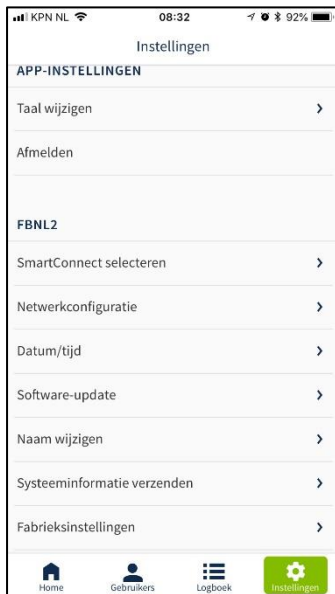 KPN NL 08:32 92%
Instellingen
APP-INSTELLINGEN
Taal wijzigen
Afmelden
FBNL2
SmartConnect selecteren
Netwerkconfiguratie
Datum/tijd
Software-update
Naam wijzigen
Systeeminformatie verzenden
Fabrieksinstellingen
Home Gebruikers Logboek Instellingen